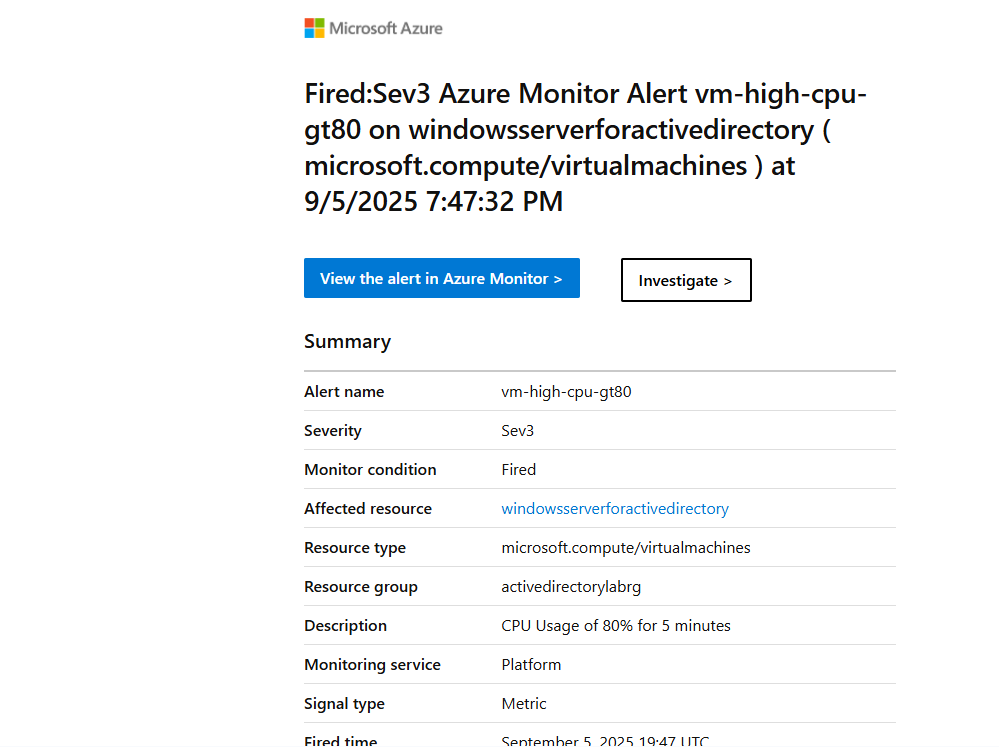 Microsoft Azure
Fired:Sev3 Azure Monitor Alert vm-high-cpu-
gt80 on windowsserverforactivedirectory (
microsoft.compute/virtualmachines ) at
9/5/2025 7:47:32 PM
View the alert in Azure Monitor > Investigate >
Summary
Alert name vm-high-cpu-gt80
Severity Sev3
Monitor condition Fired
Affected resource windowsserverforactivedirectory
Resource type microsoft.compute/virtualmachines
Resource group activedirectorylabrg
Description CPU Usage of 80% for 5 minutes
Monitoring service Platform
Signal type Metric
Fired time September 5, 2025 19:47 UTC